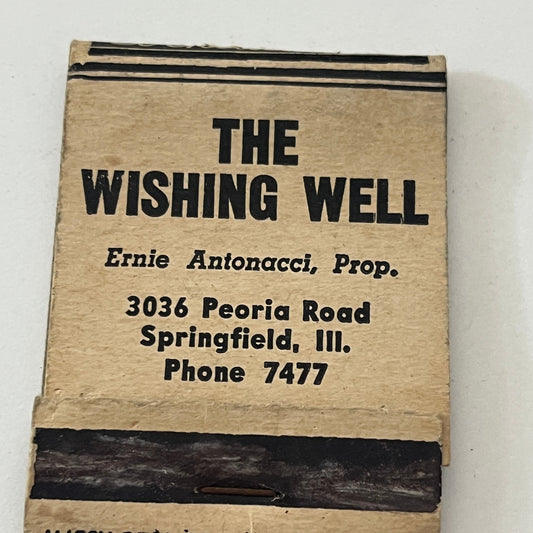 THE
WISHING WELL
Ernie Antonacci, Prop.
3036 Peoria Road
Springfield, Ill.
Phone 7477